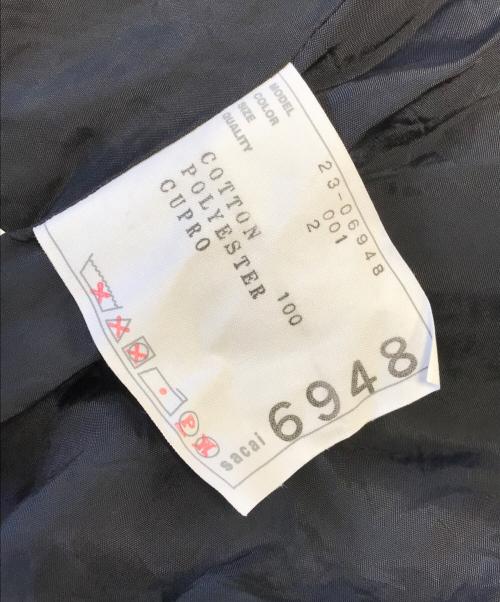 MODEL 23-06948
COLOR 001
SIZE 2
QUALITY
COTTON 100
POLYESTER
CUPRO
P
sacai 6948